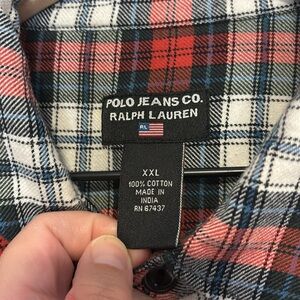 POLO JEANS CO.
RALPH LAUREN
RL
XXL
100% COTTON
MADE IN
INDIA
RN 67437